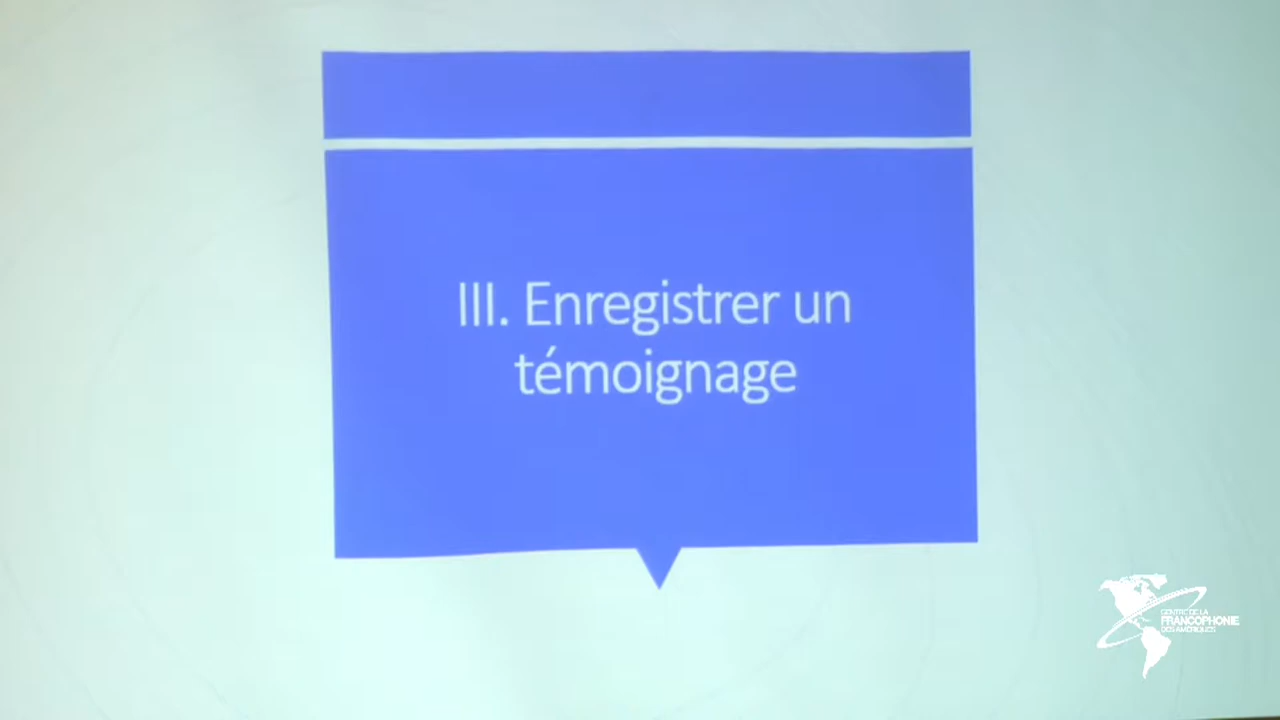 III. Enregistrer un
témoignage
CENTRE DE LA
FRANCOPHONIE
DES AMÉRIQUES